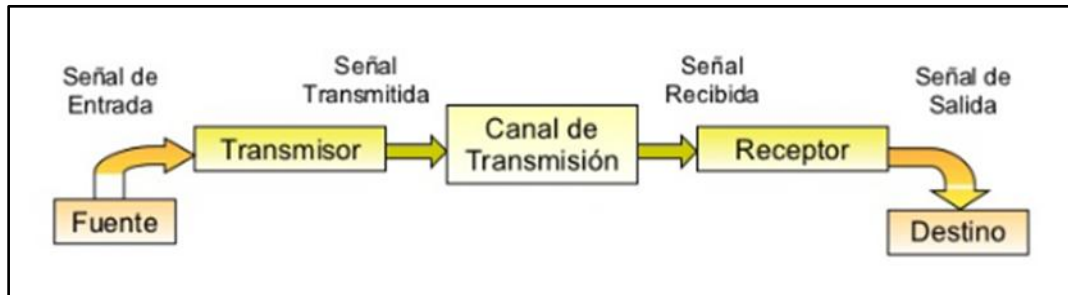 Señal de
Entrada
Señal
Transmitida
Señal
Recibida
Señal de
Salida
Fuente
Transmisor
Canal de
Transmisión
Receptor
Destino